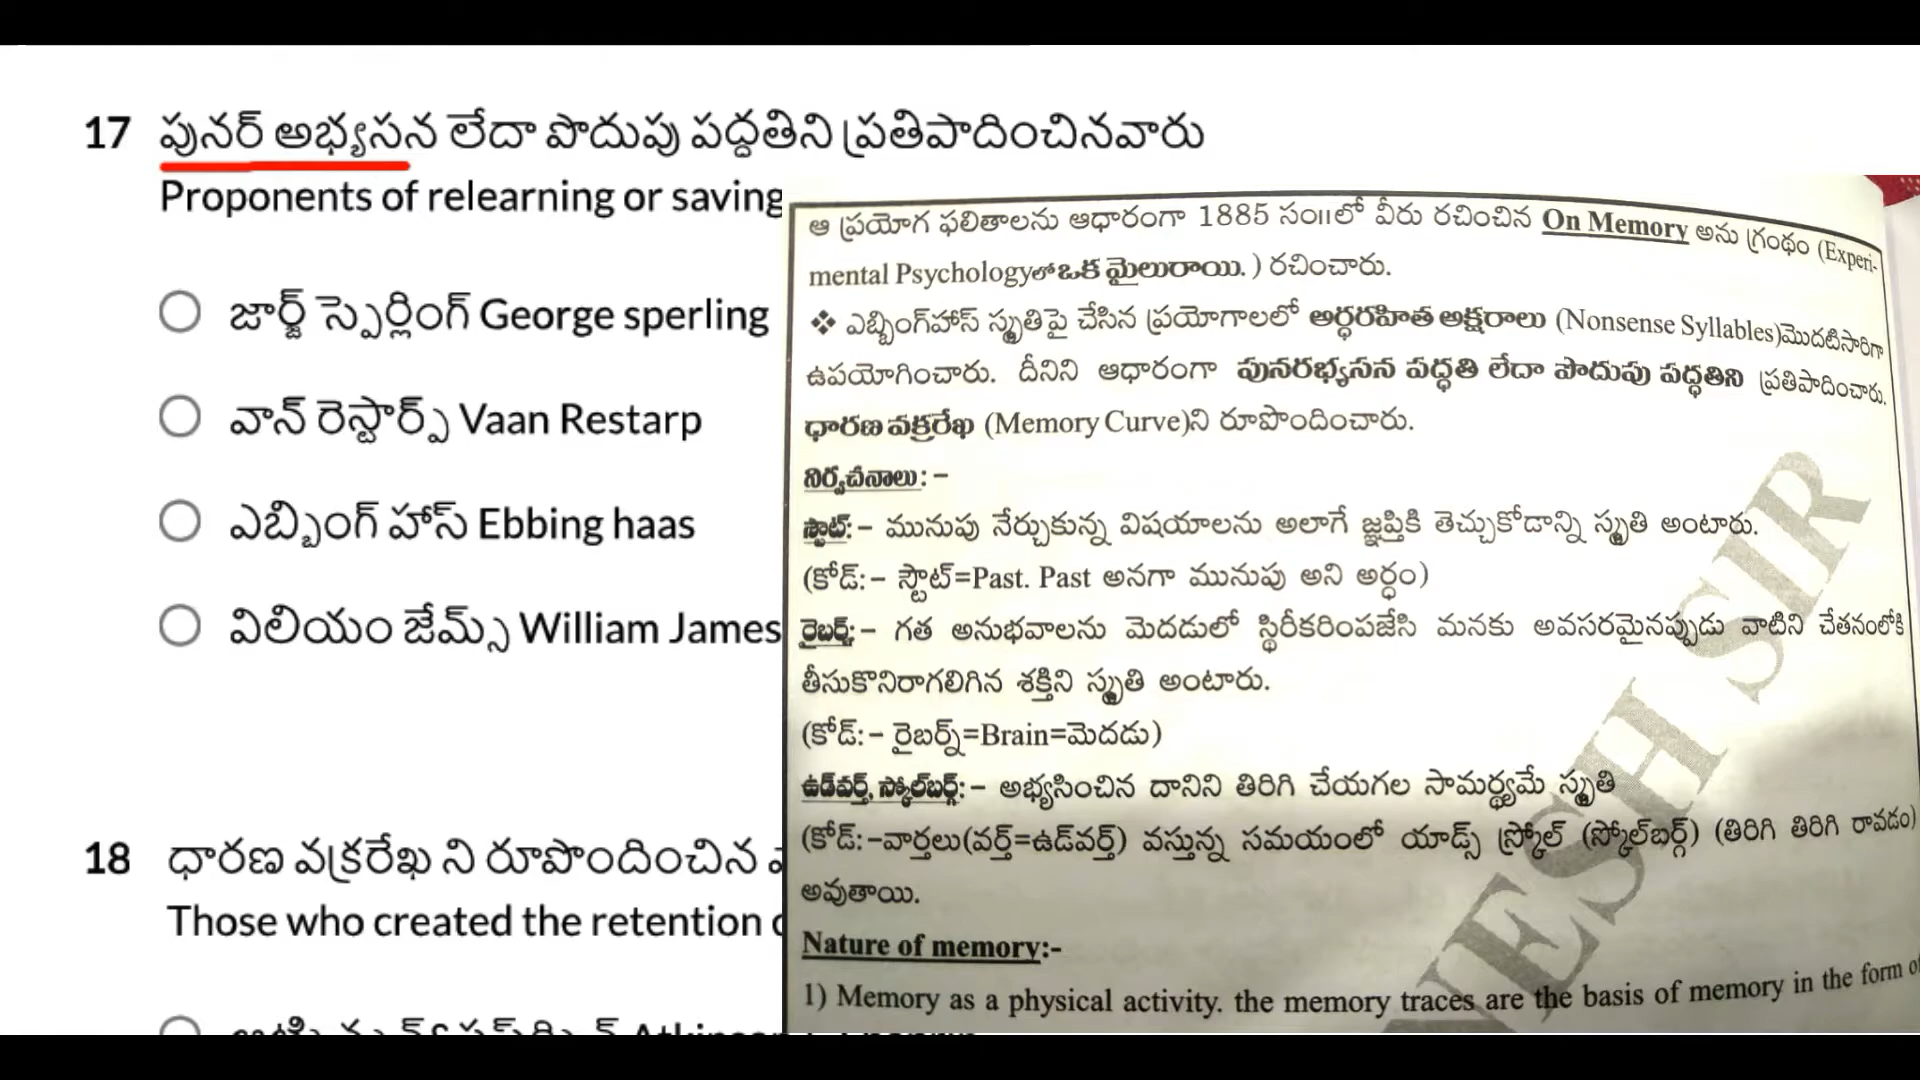 17 పునర్ అభ్యసన లేదా పొదుపు పద్దతిని ప్రతిపాదించినవారు
Proponents of relearning or saving
జార్జ్ స్పెర్లింగ్ George sperling
వాన్ రెస్టార్ప్ Vaan Restarp
ఎబ్బింగ్ హాస్ Ebbing haas
విలియం జేమ్స్ William James
18 ధారణ వక్రరేఖ ని రూపొందించిన
Those who created the retention
ఆ ప్రయోగ ఫలితాలను ఆధారంగా 1885 సం॥లో వీరు రచించిన On Memory అను గ్రంథం (Experi-
mental Psychologyలో ఒక మైలురాయి.) రచించారు.
❖ ఎబ్బింగ్‌హాస్ స్మృతిపై చేసిన ప్రయోగాలలో అర్ధరహిత అక్షరాలు (Nonsense Syllables)మొదటిసారిగా
ఉపయోగించారు. దీనిని ఆధారంగా పునరభ్యసన పద్ధతి లేదా పొదుపు పద్ధతిని ప్రతిపాదించారు.
ధారణ వక్రరేఖ (Memory Curve)ని రూపొందించారు.
నిర్వచనాలు: -
స్టౌట్: - మునుపు నేర్చుకున్న విషయాలను అలాగే జ్ఞప్తికి తెచ్చుకోడాన్ని స్మృతి అంటారు.
(కోడ్: - స్టౌట్=Past. Past అనగా మునుపు అని అర్ధం)
రైబర్న్: - గత అనుభవాలను మెదడులో స్థిరీకరింపజేసి మనకు అవసరమైనప్పుడు వాటిని చేతనంలోకి
తీసుకొనిరాగలిగిన శక్తిని స్మృతి అంటారు.
(కోడ్: - రైబర్న్=Brain=మెదడు)
ఉడ్‌వర్త్, స్కోల్‌బర్గ్: - అభ్యసించిన దానిని తిరిగి చేయగల సామర్థ్యమే స్మృతి
(కోడ్: -వార్తలు(వర్త్=ఉడ్‌వర్త్) వస్తున్న సమయంలో యాడ్స్ స్క్రోల్ (స్కోల్‌బర్గ్) (తిరిగి తిరిగి రావడం)
అవుతాయి.
Nature of memory:-
1) Memory as a physical activity. the memory traces are the basis of memory in the form of
NESH SIR